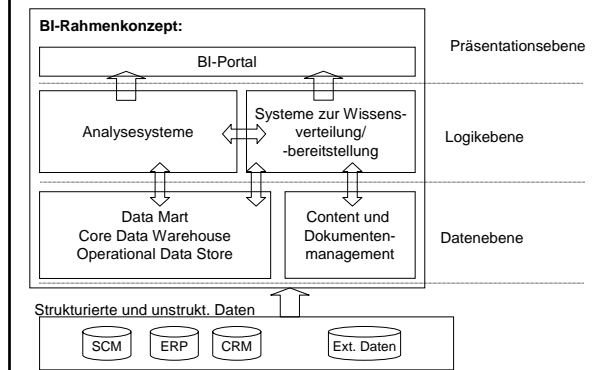 BI-Rahmenkonzept:
BI-Portal
Präsentationsebene
Analysesysteme
Systeme zur Wissens-
verteilung/
-bereitstellung
Logikebene
Data Mart
Core Data Warehouse
Operational Data Store
Content und
Dokumenten-
management
Datenebene
Strukturierte und unstrukt. Daten
SCM
ERP
CRM
Ext. Daten